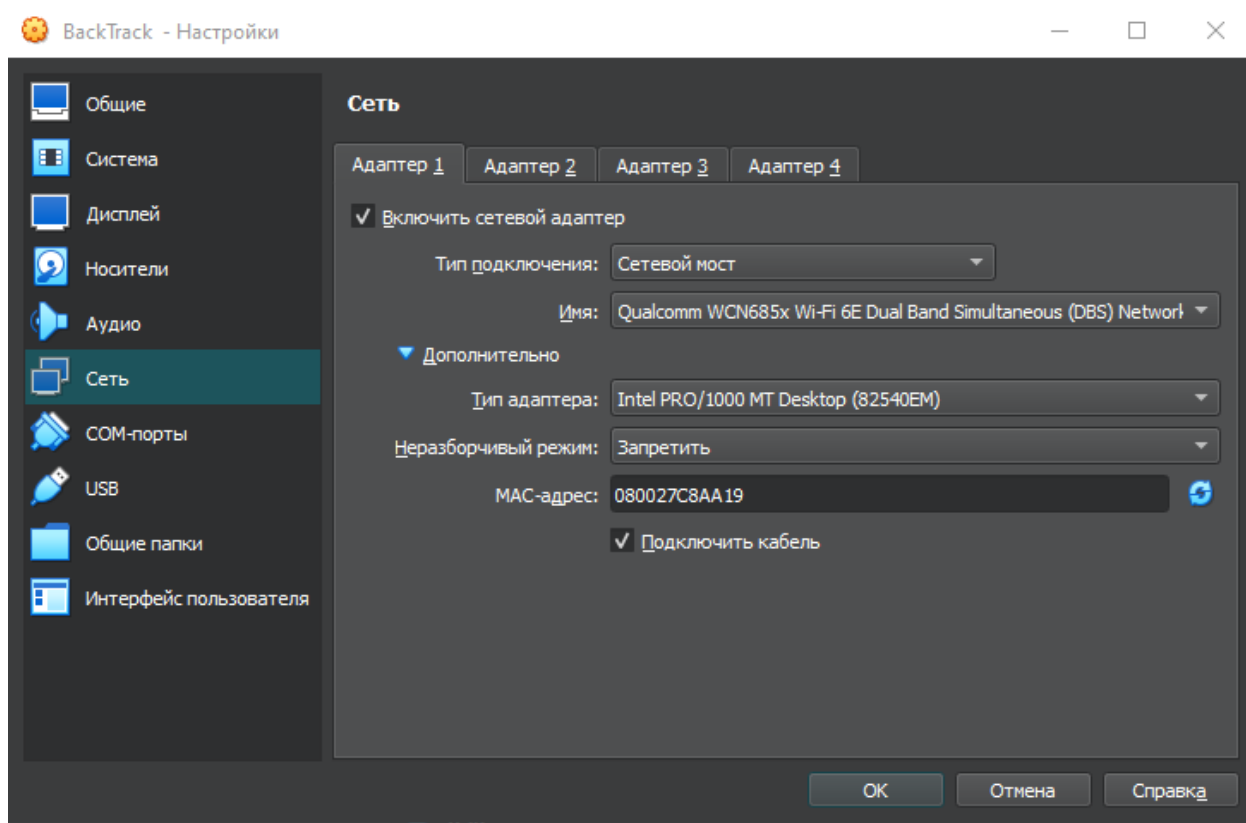 BackTrack - Настройки
Общие
Система
Дисплей
Носители
Аудио
Сеть
COM-порты
USB
Общие папки
Интерфейс пользователя
Сеть
Адаптер 1 Адаптер 2 Адаптер 3 Адаптер 4
Включить сетевой адаптер
Тип подключения: Сетевой мост
Имя: Qualcomm WCN685x Wi-Fi 6E Dual Band Simultaneous (DBS) Network
Дополнительно
Тип адаптера: Intel PRO/1000 MT Desktop (82540EM)
Неразборчивый режим: Запретить
MAC-адрес: 080027C8AA19
Подключить кабель
OK Отмена Справка